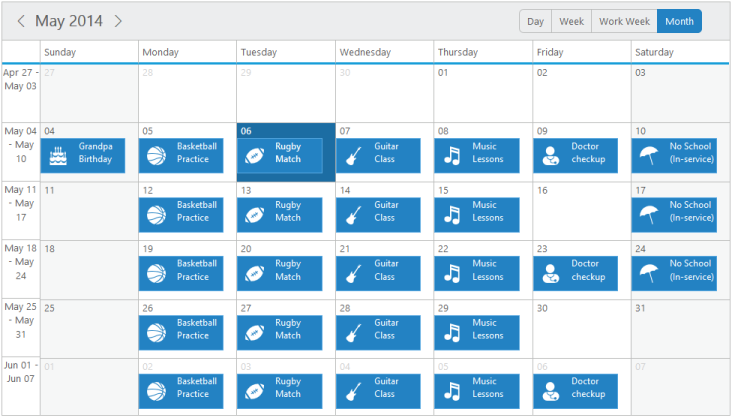 May 2014
Day Week Work Week Month
Sunday Monday Tuesday Wednesday Thursday Friday Saturday
Apr 27 -
May 03
27 28 29 30 01 02 03
May 04
- May
10
04 05 06 07 08 09 10
Grandpa Basketball Rugby Guitar Music Doctor No School
Birthday Practice Match Class Lessons checkup (In-service)
May 11
- May
17
11 12 13 14 15 16 17
Basketball Rugby Guitar Music No School
Practice Match Class Lessons (In-service)
May 18
- May
24
18 19 20 21 22 23 24
Basketball Rugby Guitar Music Doctor No School
Practice Match Class Lessons checkup (In-service)
May 25
- May
31
25 26 27 28 29 30 31
Basketball Rugby Guitar Music
Practice Match Class Lessons
Jun 01 -
Jun 07
01 02 03 04 05 06 07
Basketball Rugby Guitar Music Doctor
Practice Match Class Lessons checkup